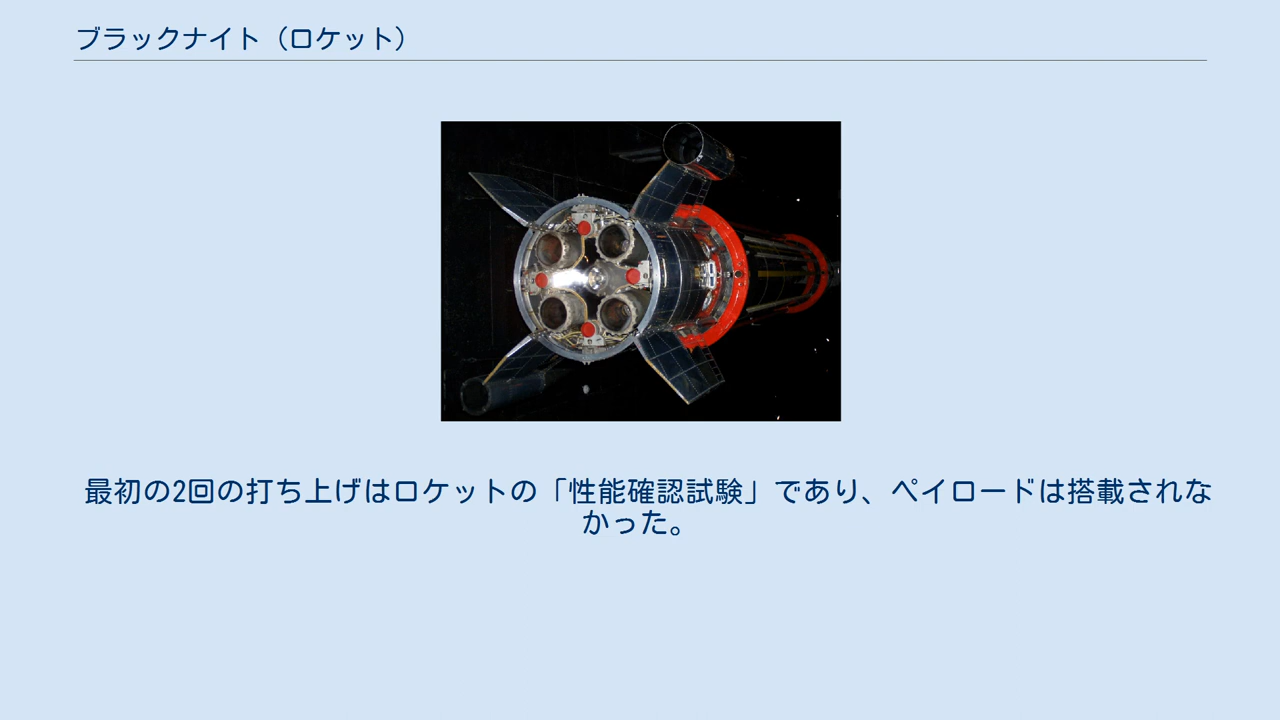 ブラックナイト（ロケット）
最初の2回の打ち上げはロケットの「性能確認試験」であり、ペイロードは搭載されな
かった。